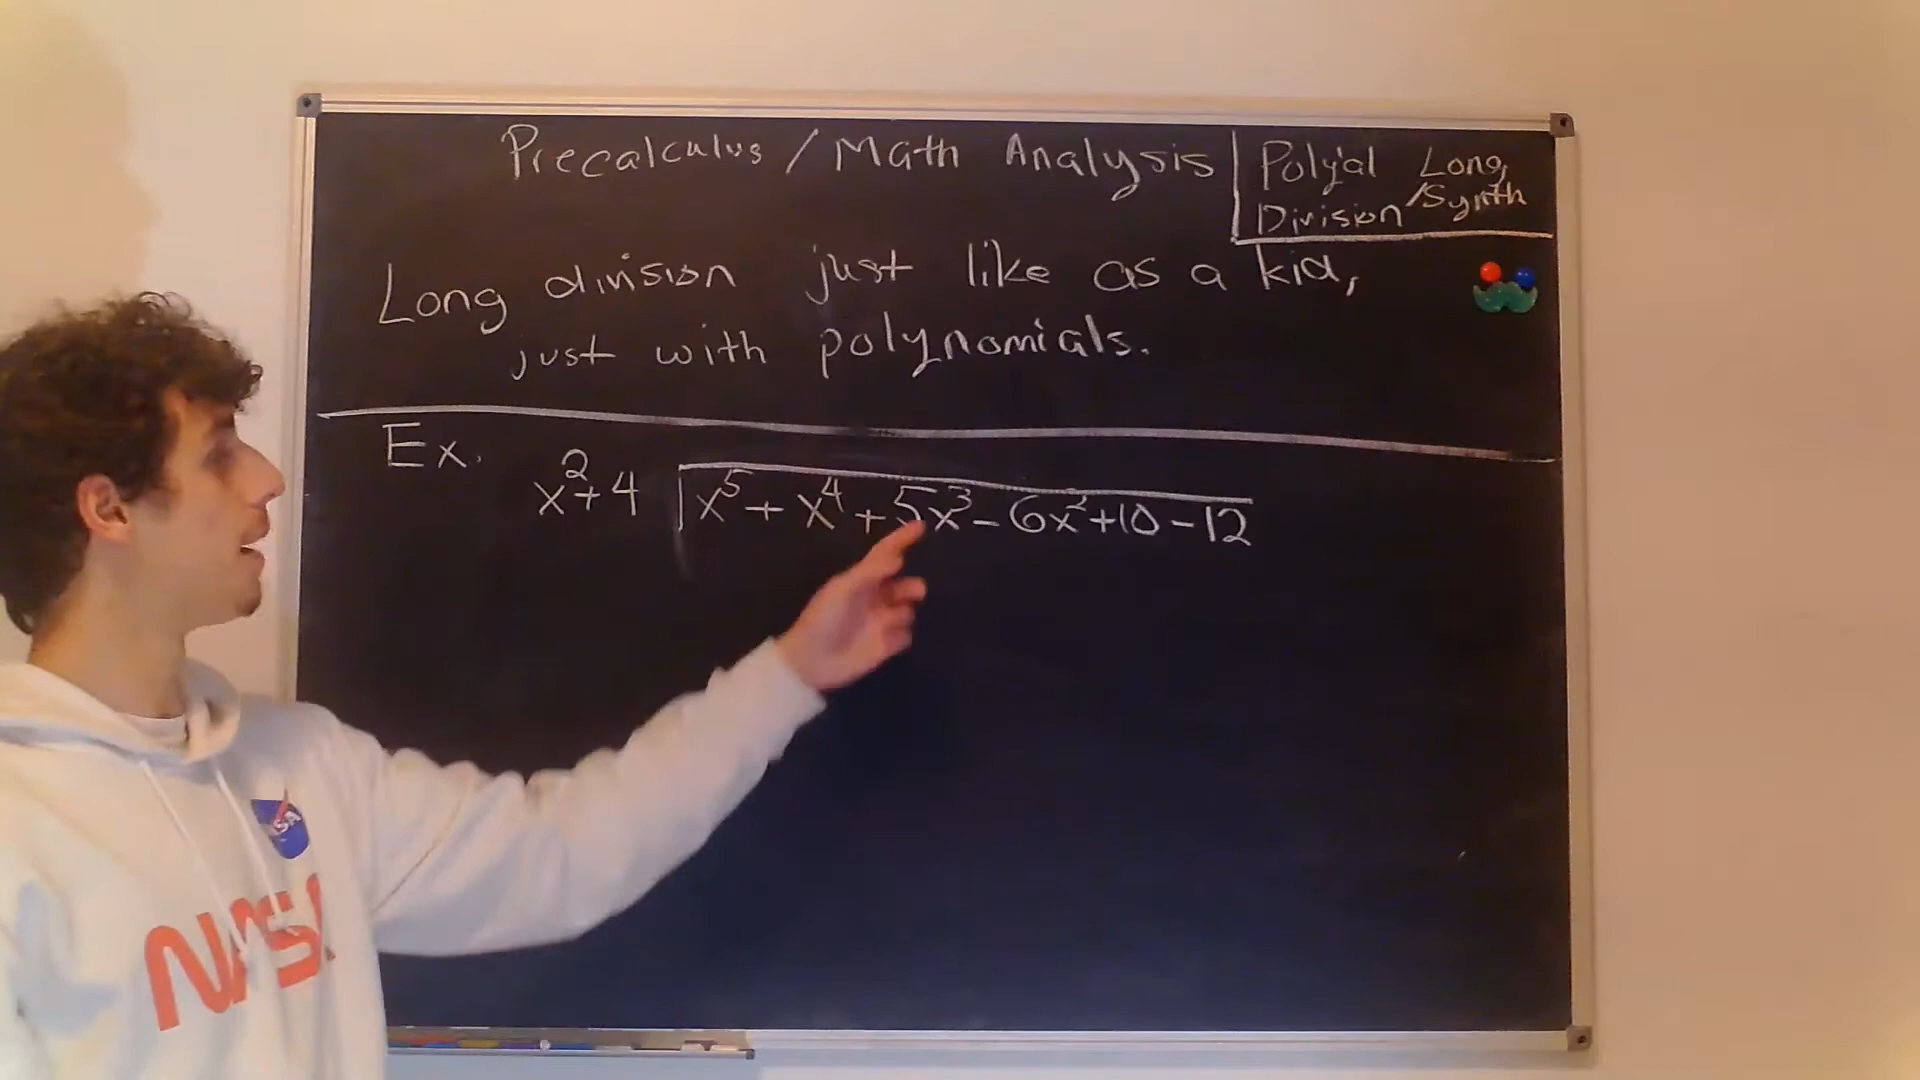 Precalculus / Math Analysis
Poly'al Long
Division /Synth
Long division just like as a kid,
just with polynomials.
Ex. x²+4 | x⁵ + x⁴ + 5x³ - 6x² + 10 - 12
NASA
NASA